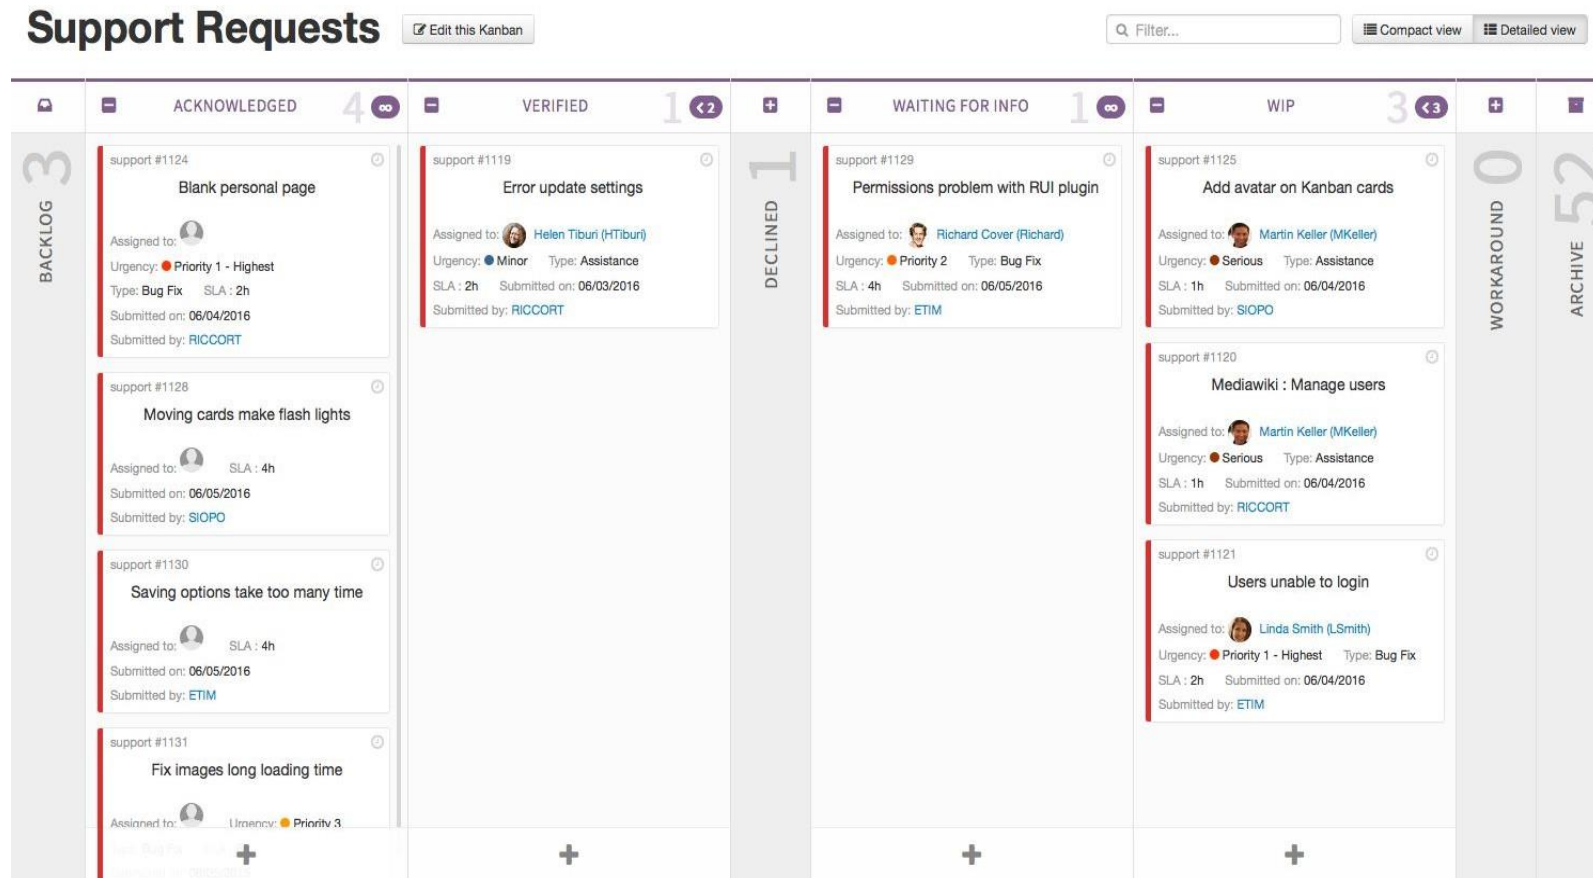 Support Requests
Edit this Kanban
Filter...
Compact view
Detailed view
ACKNOWLEDGED
4
∞
VERIFIED
1
<2
WAITING FOR INFO
1
∞
WIP
3
<3
3
BACKLOG
support #1124
Blank personal page
Assigned to:
Urgency: Priority 1 - Highest
Type: Bug Fix SLA : 2h
Submitted on: 06/04/2016
Submitted by: RICCORT
support #1128
Moving cards make flash lights
Assigned to: SLA : 4h
Submitted on: 06/05/2016
Submitted by: SIOPO
support #1130
Saving options take too many time
Assigned to: SLA : 4h
Submitted on: 06/05/2016
Submitted by: ETIM
support #1131
Fix images long loading time
Assigned to: Urgency: Priority 3
support #1119
Error update settings
Assigned to: Helen Tiburi (HTiburi)
Urgency: Minor Type: Assistance
SLA : 2h Submitted on: 06/03/2016
Submitted by: RICCORT
1
DECLINED
support #1129
Permissions problem with RUI plugin
Assigned to: Richard Cover (Richard)
Urgency: Priority 2 Type: Bug Fix
SLA : 4h Submitted on: 06/05/2016
Submitted by: ETIM
support #1125
Add avatar on Kanban cards
Assigned to: Martin Keller (MKeller)
Urgency: Serious Type: Assistance
SLA : 1h Submitted on: 06/04/2016
Submitted by: SIOPO
support #1120
Mediawiki : Manage users
Assigned to: Martin Keller (MKeller)
Urgency: Serious Type: Assistance
SLA : 1h Submitted on: 06/04/2016
Submitted by: RICCORT
support #1121
Users unable to login
Assigned to: Linda Smith (LSmith)
Urgency: Priority 1 - Highest Type: Bug Fix
SLA : 2h Submitted on: 06/04/2016
Submitted by: ETIM
0
WORKAROUND
52
ARCHIVE